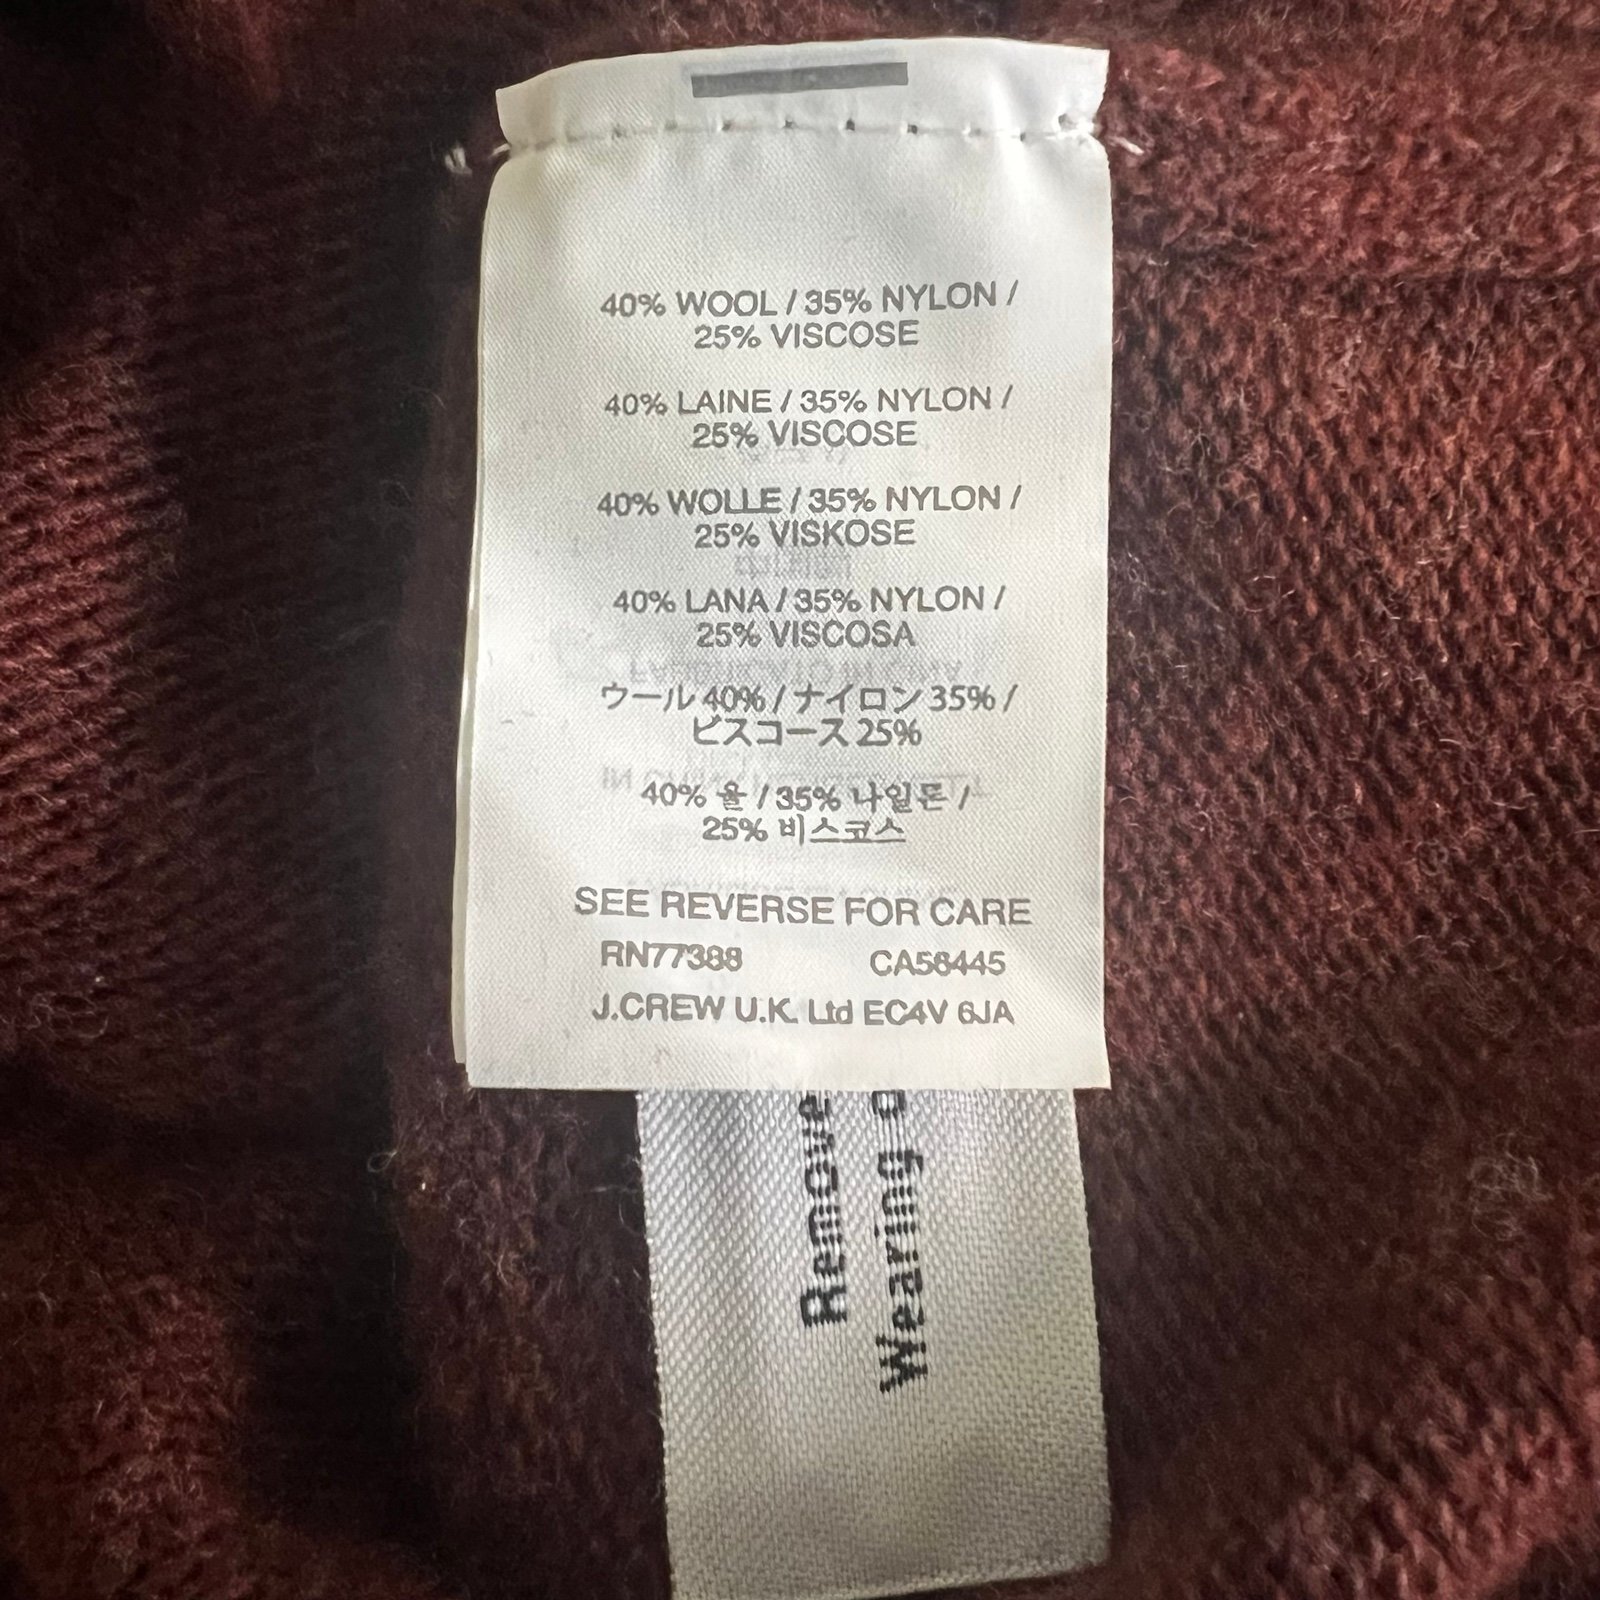 40% WOOL / 35% NYLON /
25% VISCOSE
40% LAINE / 35% NYLON /
25% VISCOSE
40% WOLLE / 35% NYLON /
25% VISKOSE
40% LANA / 35% NYLON /
25% VISCOSA
ウール 40% / ナイロン 35% /
ビスコース 25%
40% 울 / 35% 나일론 /
25% 비스코스
SEE REVERSE FOR CARE
RN77388 CA56445
J.CREW U.K. Ltd EC4V 6JA
Remove
Wearing